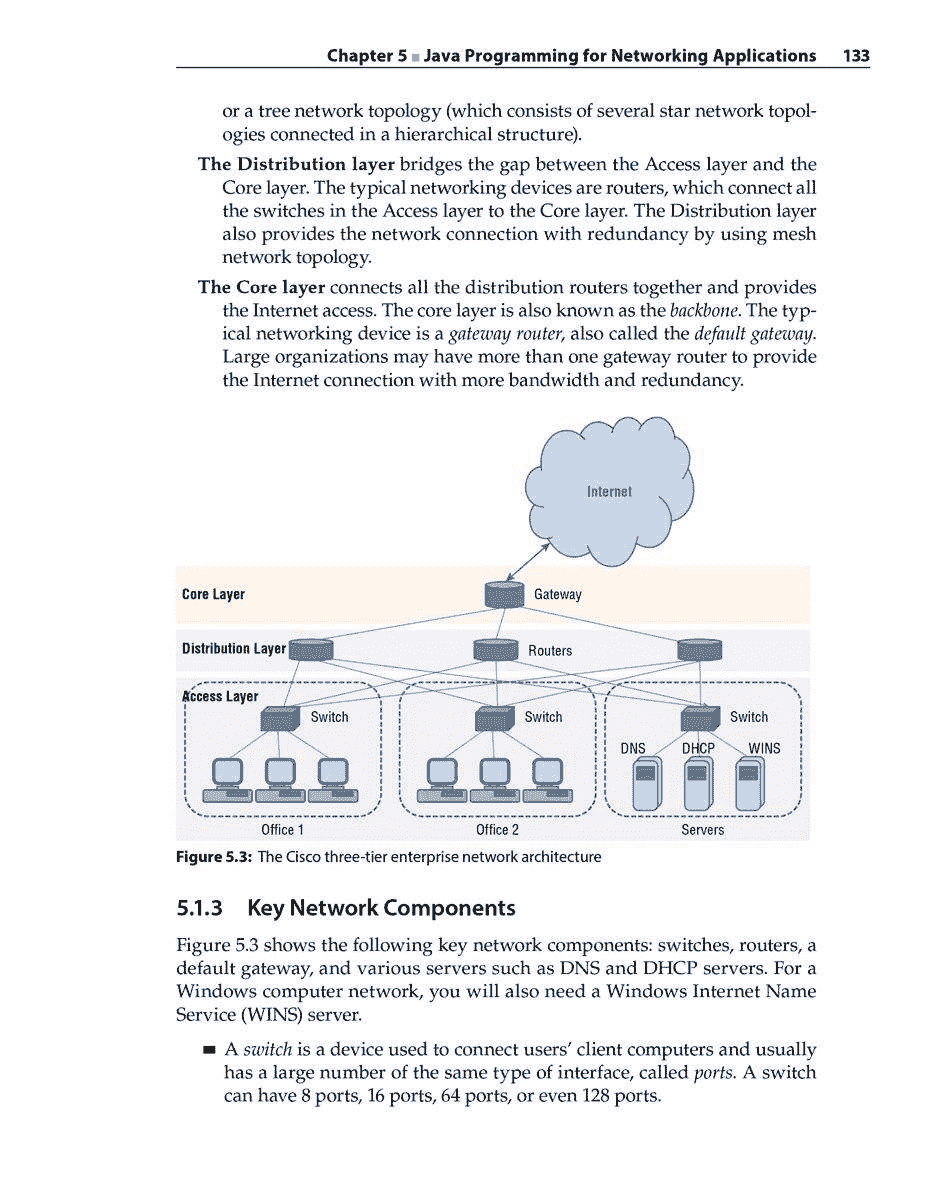 Chapter 5 ■ Java Programming for Networking Applications 133
or a tree network topology (which consists of several star network topol-
ogies connected in a hierarchical structure).
The Distribution layer bridges the gap between the Access layer and the
Core layer. The typical networking devices are routers, which connect all
the switches in the Access layer to the Core layer. The Distribution layer
also provides the network connection with redundancy by using mesh
network topology.
The Core layer connects all the distribution routers together and provides
the Internet access. The core layer is also known as the backbone. The typ-
ical networking device is a gateway router, also called the default gateway.
Large organizations may have more than one gateway router to provide
the Internet connection with more bandwidth and redundancy.
Internet
Core Layer
Gateway
Distribution Layer
Routers
Access Layer
Switch
Switch
Switch
DNS
DHCP
WINS
Office 1
Office 2
Servers
Figure 5.3: The Cisco three-tier enterprise network architecture
5.1.3 Key Network Components
Figure 5.3 shows the following key network components: switches, routers, a
default gateway, and various servers such as DNS and DHCP servers. For a
Windows computer network, you will also need a Windows Internet Name
Service (WINS) server.
■ A switch is a device used to connect users' client computers and usually
has a large number of the same type of interface, called ports. A switch
can have 8 ports, 16 ports, 64 ports, or even 128 ports.